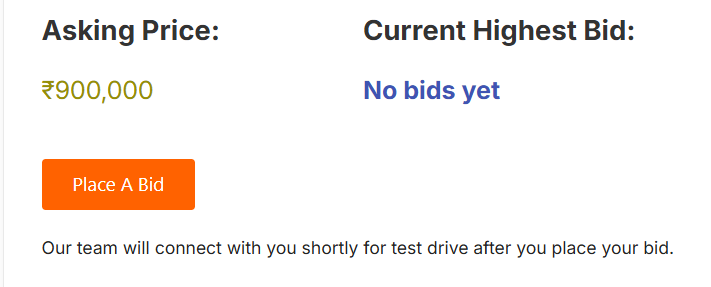 Asking Price:
Current Highest Bid:
₹900,000
No bids yet
Place A Bid
Our team will connect with you shortly for test drive after you place your bid.